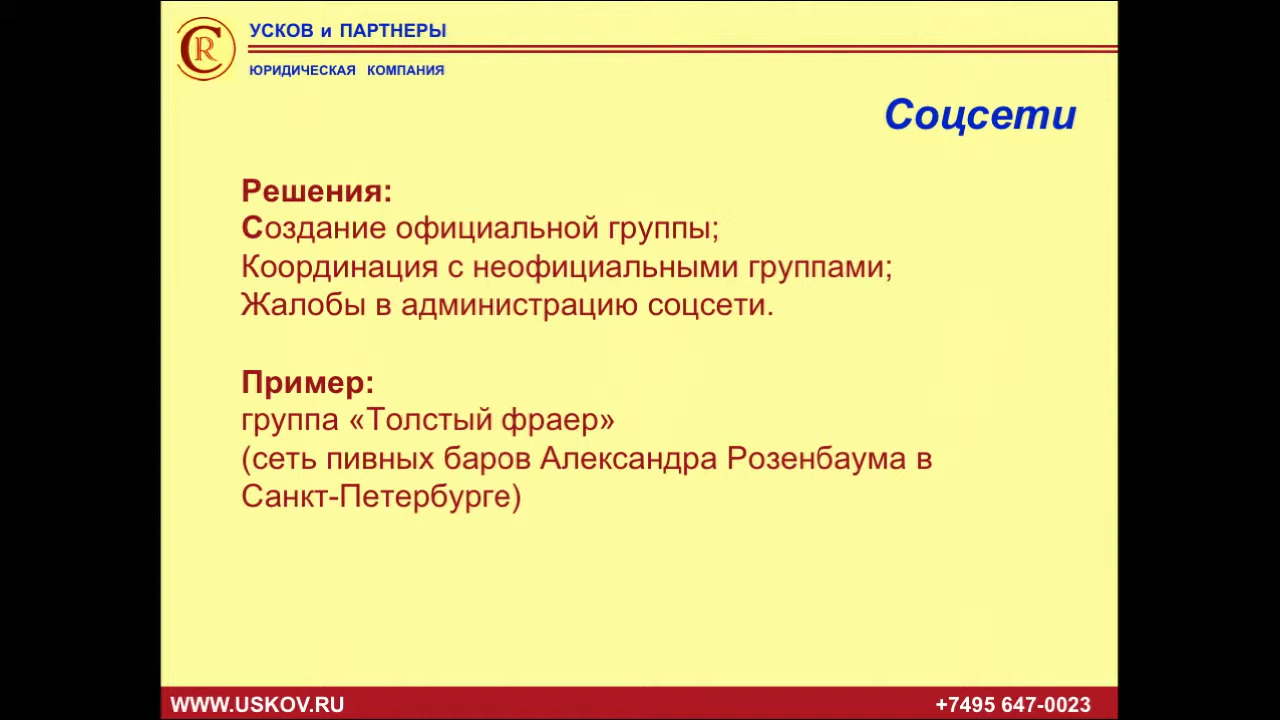 УСКОВ и ПАРТНЕРЫ
ЮРИДИЧЕСКАЯ КОМПАНИЯ
Соцсети
Решения:
Создание официальной группы;
Координация с неофициальными группами;
Жалобы в администрацию соцсети.
Пример:
группа «Толстый фраер»
(сеть пивных баров Александра Розенбаума в
Санкт-Петербурге)
WWW.USKOV.RU
+7495 647-0023